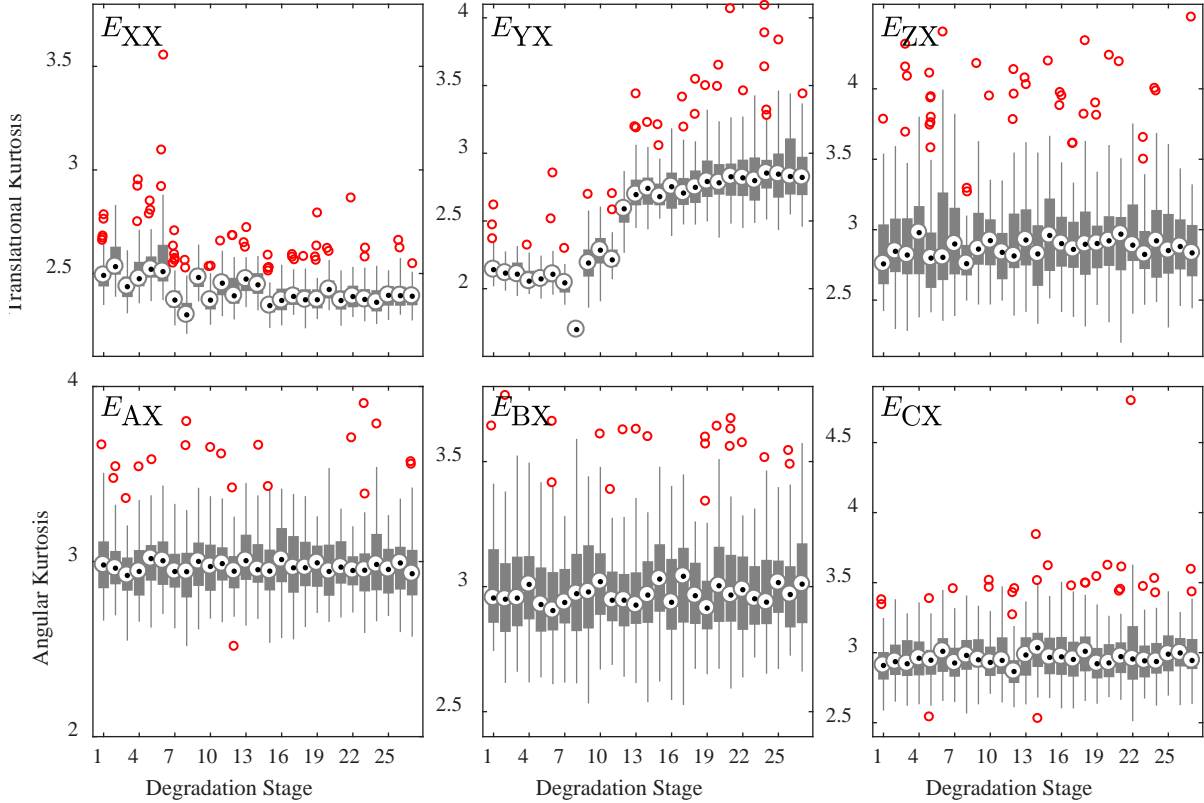 E_XX
E_YX
E_ZX
3.5
3
2.5
4
3.5
3
2.5
2
4
3.5
3
2.5
Translational Kurtosis
E_AX
E_BX
E_CX
4
3
2
3.5
3
2.5
4.5
4
3.5
3
2.5
Angular Kurtosis
1 4 7 10 13 16 19 22 25
1 4 7 10 13 16 19 22 25
1 4 7 10 13 16 19 22 25
Degradation Stage
Degradation Stage
Degradation Stage